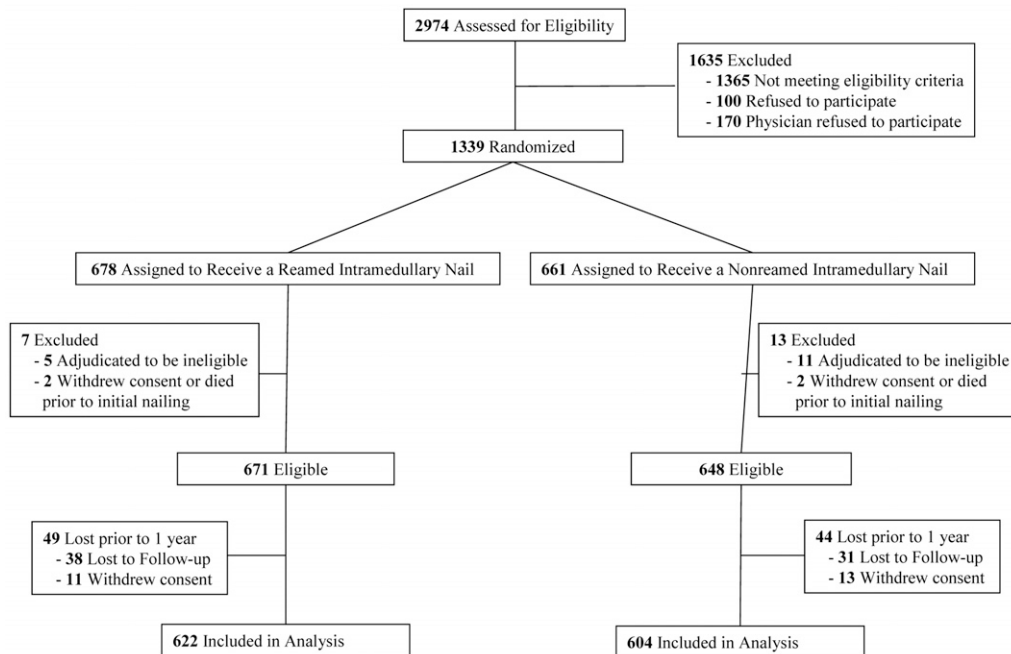 2974 Assessed for Eligibility
1635 Excluded
- 1365 Not meeting eligibility criteria
- 100 Refused to participate
- 170 Physician refused to participate
1339 Randomized
678 Assigned to Receive a Reamed Intramedullary Nail
661 Assigned to Receive a Nonreamed Intramedullary Nail
7 Excluded
- 5 Adjudicated to be ineligible
- 2 Withdrew consent or died
prior to initial nailing
13 Excluded
- 11 Adjudicated to be ineligible
- 2 Withdrew consent or died
prior to initial nailing
671 Eligible
648 Eligible
49 Lost prior to 1 year
- 38 Lost to Follow-up
- 11 Withdrew consent
44 Lost prior to 1 year
- 31 Lost to Follow-up
- 13 Withdrew consent
622 Included in Analysis
604 Included in Analysis